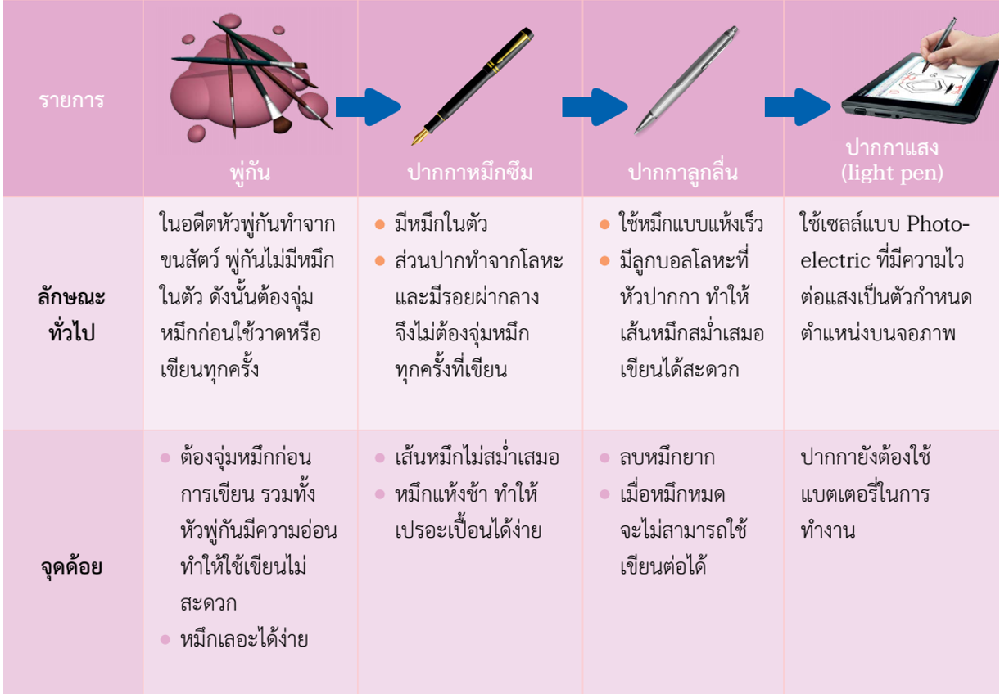 รายการ
พู่กัน
ปากกาหมึกซึม
ปากกาลูกลื่น
ปากกาแสง
(light pen)
ลักษณะ
ทั่วไป
ในอดีตหัวพู่กันทำจาก
ขนสัตว์ พู่กันไม่มีหมึก
ในตัว ดังนั้นต้องจุ่ม
หมึกก่อนใช้วาดหรือ
เขียนทุกครั้ง
● มีหมึกในตัว
● ส่วนปากทำจากโลหะ
และมีรอยผ่ากลาง
จึงไม่ต้องจุ่มหมึก
ทุกครั้งที่เขียน
● ใช้หมึกแบบแห้งเร็ว
● มีลูกบอลโลหะที่
หัวปากกา ทำให้
เส้นหมึกสม่ำเสมอ
เขียนได้สะดวก
ใช้เซลล์แบบ Photo-
electric ที่มีความไว
ต่อแสงเป็นตัวกำหนด
ตำแหน่งบนจอภาพ
จุดด้อย
● ต้องจุ่มหมึกก่อน
การเขียน รวมทั้ง
หัวพู่กันมีความอ่อน
ทำให้ใช้เขียนไม่
สะดวก
● หมึกเลอะได้ง่าย
● เส้นหมึกไม่สม่ำเสมอ
● หมึกแห้งช้า ทำให้
เปรอะเปื้อนได้ง่าย
● ลบหมึกยาก
● เมื่อหมึกหมด
จะไม่สามารถใช้
เขียนต่อได้
ปากกายังต้องใช้
แบตเตอรี่ในการ
ทำงาน